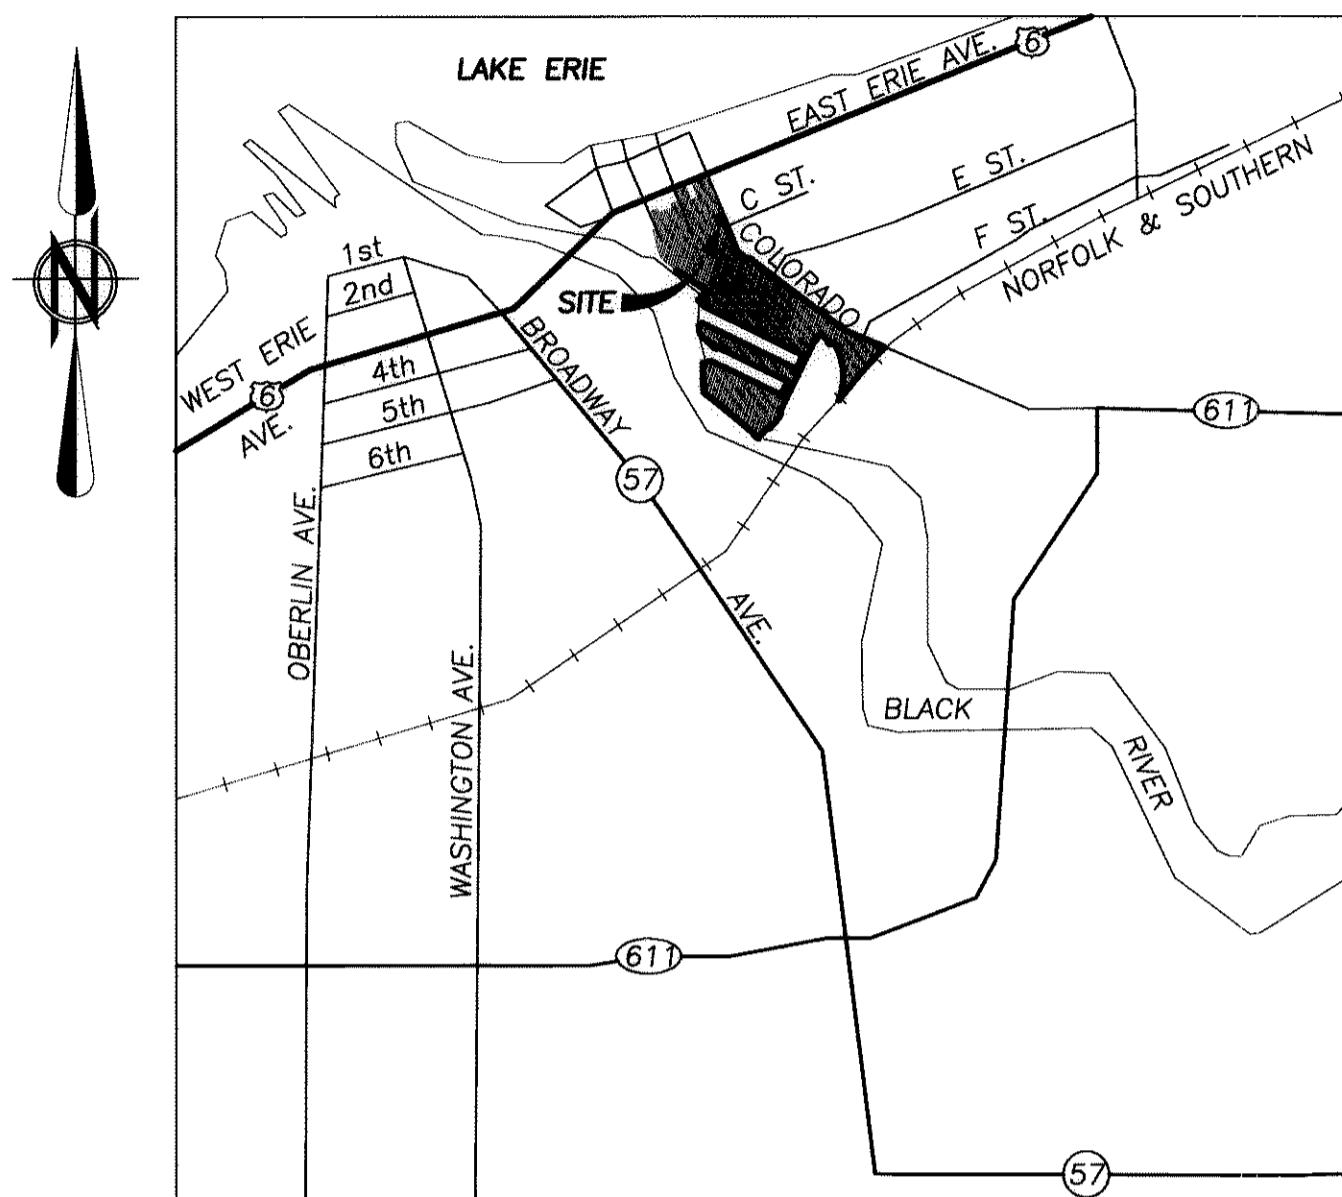 LAKE ERIE
EAST ERIE AVE.
6
C ST.
E ST.
F ST.
NORFOLK & SOUTHERN
N
1st
2nd
COLORADO
SITE
WEST ERIE
6
AVE.
4th
5th
6th
BROADWAY
57
611
OBERLIN AVE.
WASHINGTON AVE.
AVE.
BLACK
RIVER
611
57